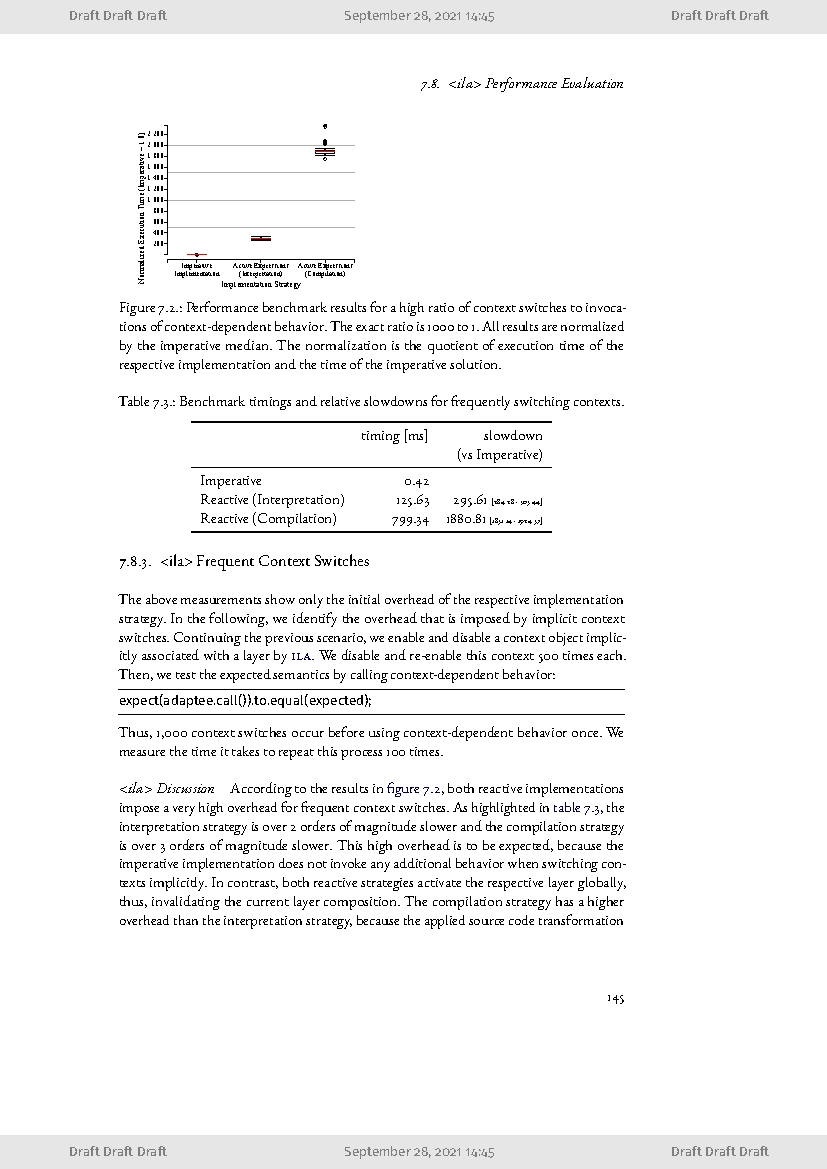 Draft Draft Draft September 28, 2021 14:45 Draft Draft Draft
7.8. <ila> Performance Evaluation
Normalized Execution Time (Imperative = 1.0)
2 200
2 000
1 800
1 600
1 400
1 200
1 000
800
600
400
200
Imperative Implementation
Active Expressions (Interpretation)
Active Expressions (Compilation)
Implementation Strategy
Figure 7.2.: Performance benchmark results for a high ratio of context switches to invoca-
tions of context-dependent behavior. The exact ratio is 1000 to 1. All results are normalized
by the imperative median. The normalization is the quotient of execution time of the
respective implementation and the time of the imperative solution.
Table 7.3.: Benchmark timings and relative slowdowns for frequently switching contexts.
timing [ms] slowdown
(vs Imperative)
Imperative 0.42
Reactive (Interpretation) 125.63 295.61
Reactive (Compilation) 799.34 1880.81
7.8.3. <ila> Frequent Context Switches
The above measurements show only the initial overhead of the respective implementation
strategy. In the following, we identify the overhead that is imposed by implicit context
switches. Continuing the previous scenario, we enable and disable a context object implic-
itly associated with a layer by ILA. We disable and re-enable this context 500 times each.
Then, we test the expected semantics by calling context-dependent behavior:
expect(adaptee.call()).to.equal(expected);
Thus, 1,000 context switches occur before using context-dependent behavior once. We
measure the time it takes to repeat this process 100 times.
<ila> Discussion According to the results in figure 7.2, both reactive implementations
impose a very high overhead for frequent context switches. As highlighted in table 7.3, the
interpretation strategy is over 2 orders of magnitude slower and the compilation strategy
is over 3 orders of magnitude slower. This high overhead is to be expected, because the
imperative implementation does not invoke any additional behavior when switching con-
texts implicitly. In contrast, both reactive strategies activate the respective layer globally,
thus, invalidating the current layer composition. The compilation strategy has a higher
overhead than the interpretation strategy, because the applied source code transformation
145
Draft Draft Draft September 28, 2021 14:45 Draft Draft Draft